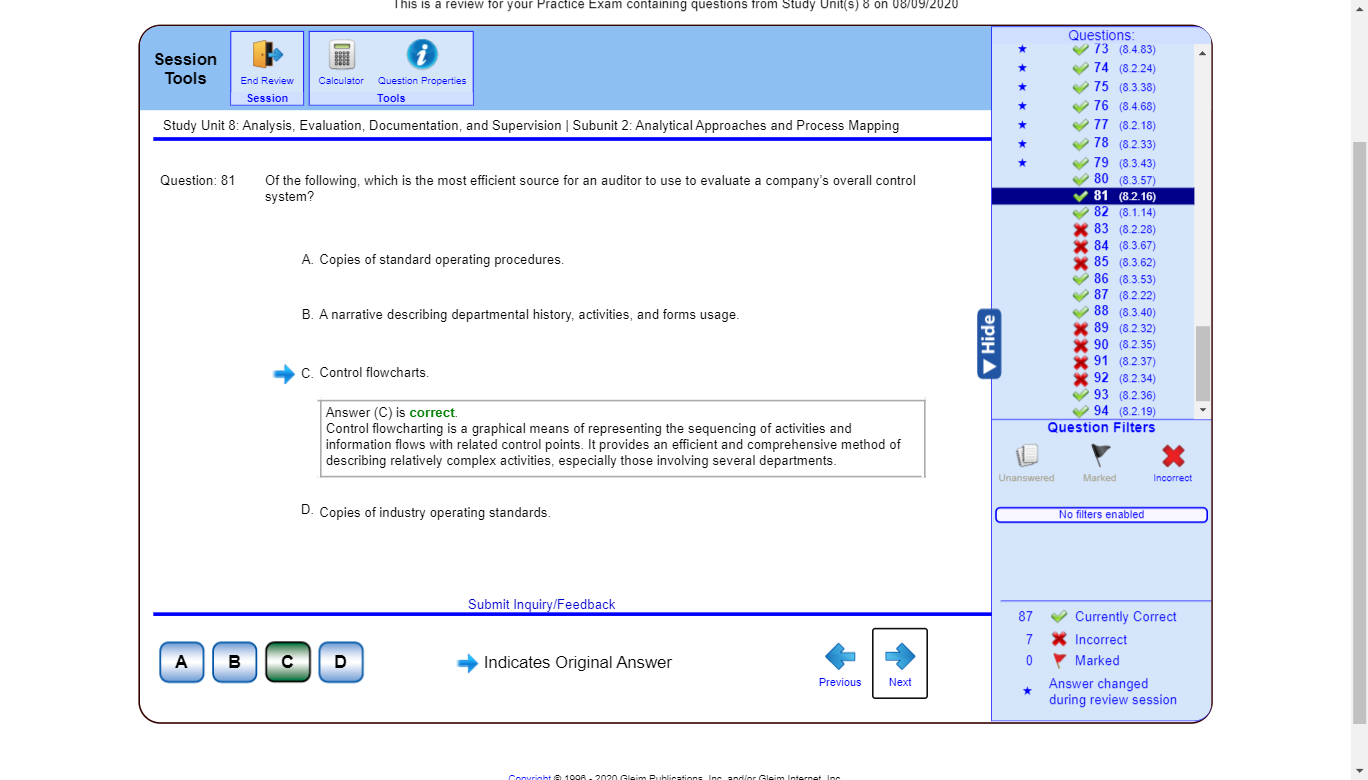 This is a review for your Practice Exam containing questions from Study Unit(s) 8 on 08/09/2020
Session Tools
End Review
Session
Calculator
Question Properties
Tools
Study Unit 8: Analysis, Evaluation, Documentation, and Supervision | Subunit 2: Analytical Approaches and Process Mapping
Question: 81
Of the following, which is the most efficient source for an auditor to use to evaluate a company's overall control
system?
A. Copies of standard operating procedures.
B. A narrative describing departmental history, activities, and forms usage.
C. Control flowcharts.
Answer (C) is correct.
Control flowcharting is a graphical means of representing the sequencing of activities and
information flows with related control points. It provides an efficient and comprehensive method of
describing relatively complex activities, especially those involving several departments.
D. Copies of industry operating standards.
Submit Inquiry/Feedback
A B C D
Indicates Original Answer
Previous
Next
Hide
Questions:
73 (8.4.83)
74 (8.2.24)
75 (8.3.38)
76 (8.4.68)
77 (8.2.18)
78 (8.2.33)
79 (8.3.43)
80 (8.3.57)
81 (8.2.16)
82 (8.1.14)
83 (8.2.28)
84 (8.3.67)
85 (8.3.62)
86 (8.3.53)
87 (8.2.22)
88 (8.3.40)
89 (8.2.32)
90 (8.2.35)
91 (8.2.37)
92 (8.2.34)
93 (8.2.36)
94 (8.2.19)
Question Filters
Unanswered
Marked
Incorrect
No filters enabled
87 Currently Correct
7 Incorrect
0 Marked
Answer changed
during review session
Copyright © 1996 - 2020 Gleim Publications, Inc. and/or Gleim Internet, Inc.